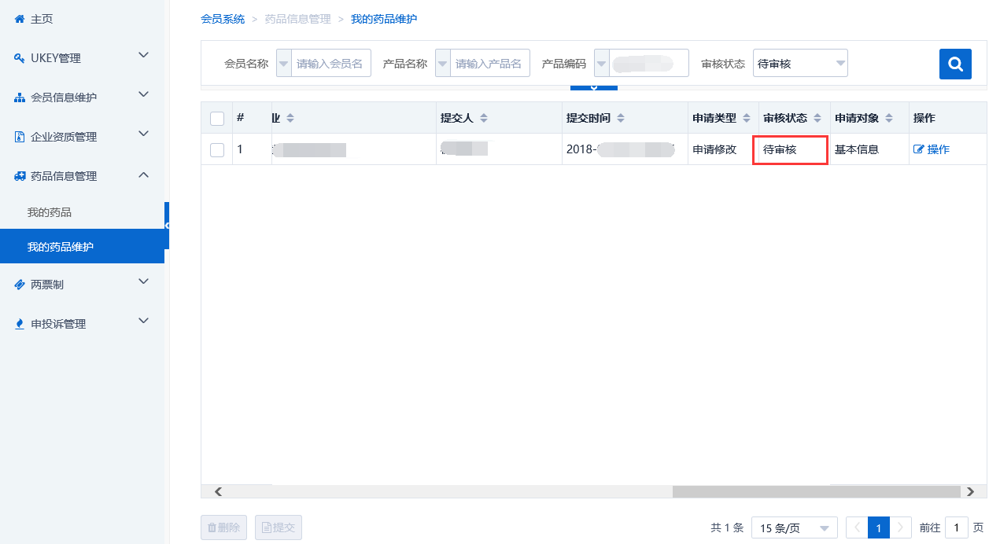 主页
UKEY管理
会员信息维护
企业资质管理
药品信息管理
我的药品
我的药品维护
两票制
申投诉管理
会员系统 > 药品信息管理 > 我的药品维护
会员名称 请输入会员名 产品名称 请输入产品名 产品编码 审核状态 待审核
# 业 提交人 提交时间 申请类型 审核状态 申请对象 操作
1 2018- 申请修改 待审核 基本信息 操作
删除 提交 共 1 条 15 条/页 1 前往 1 页